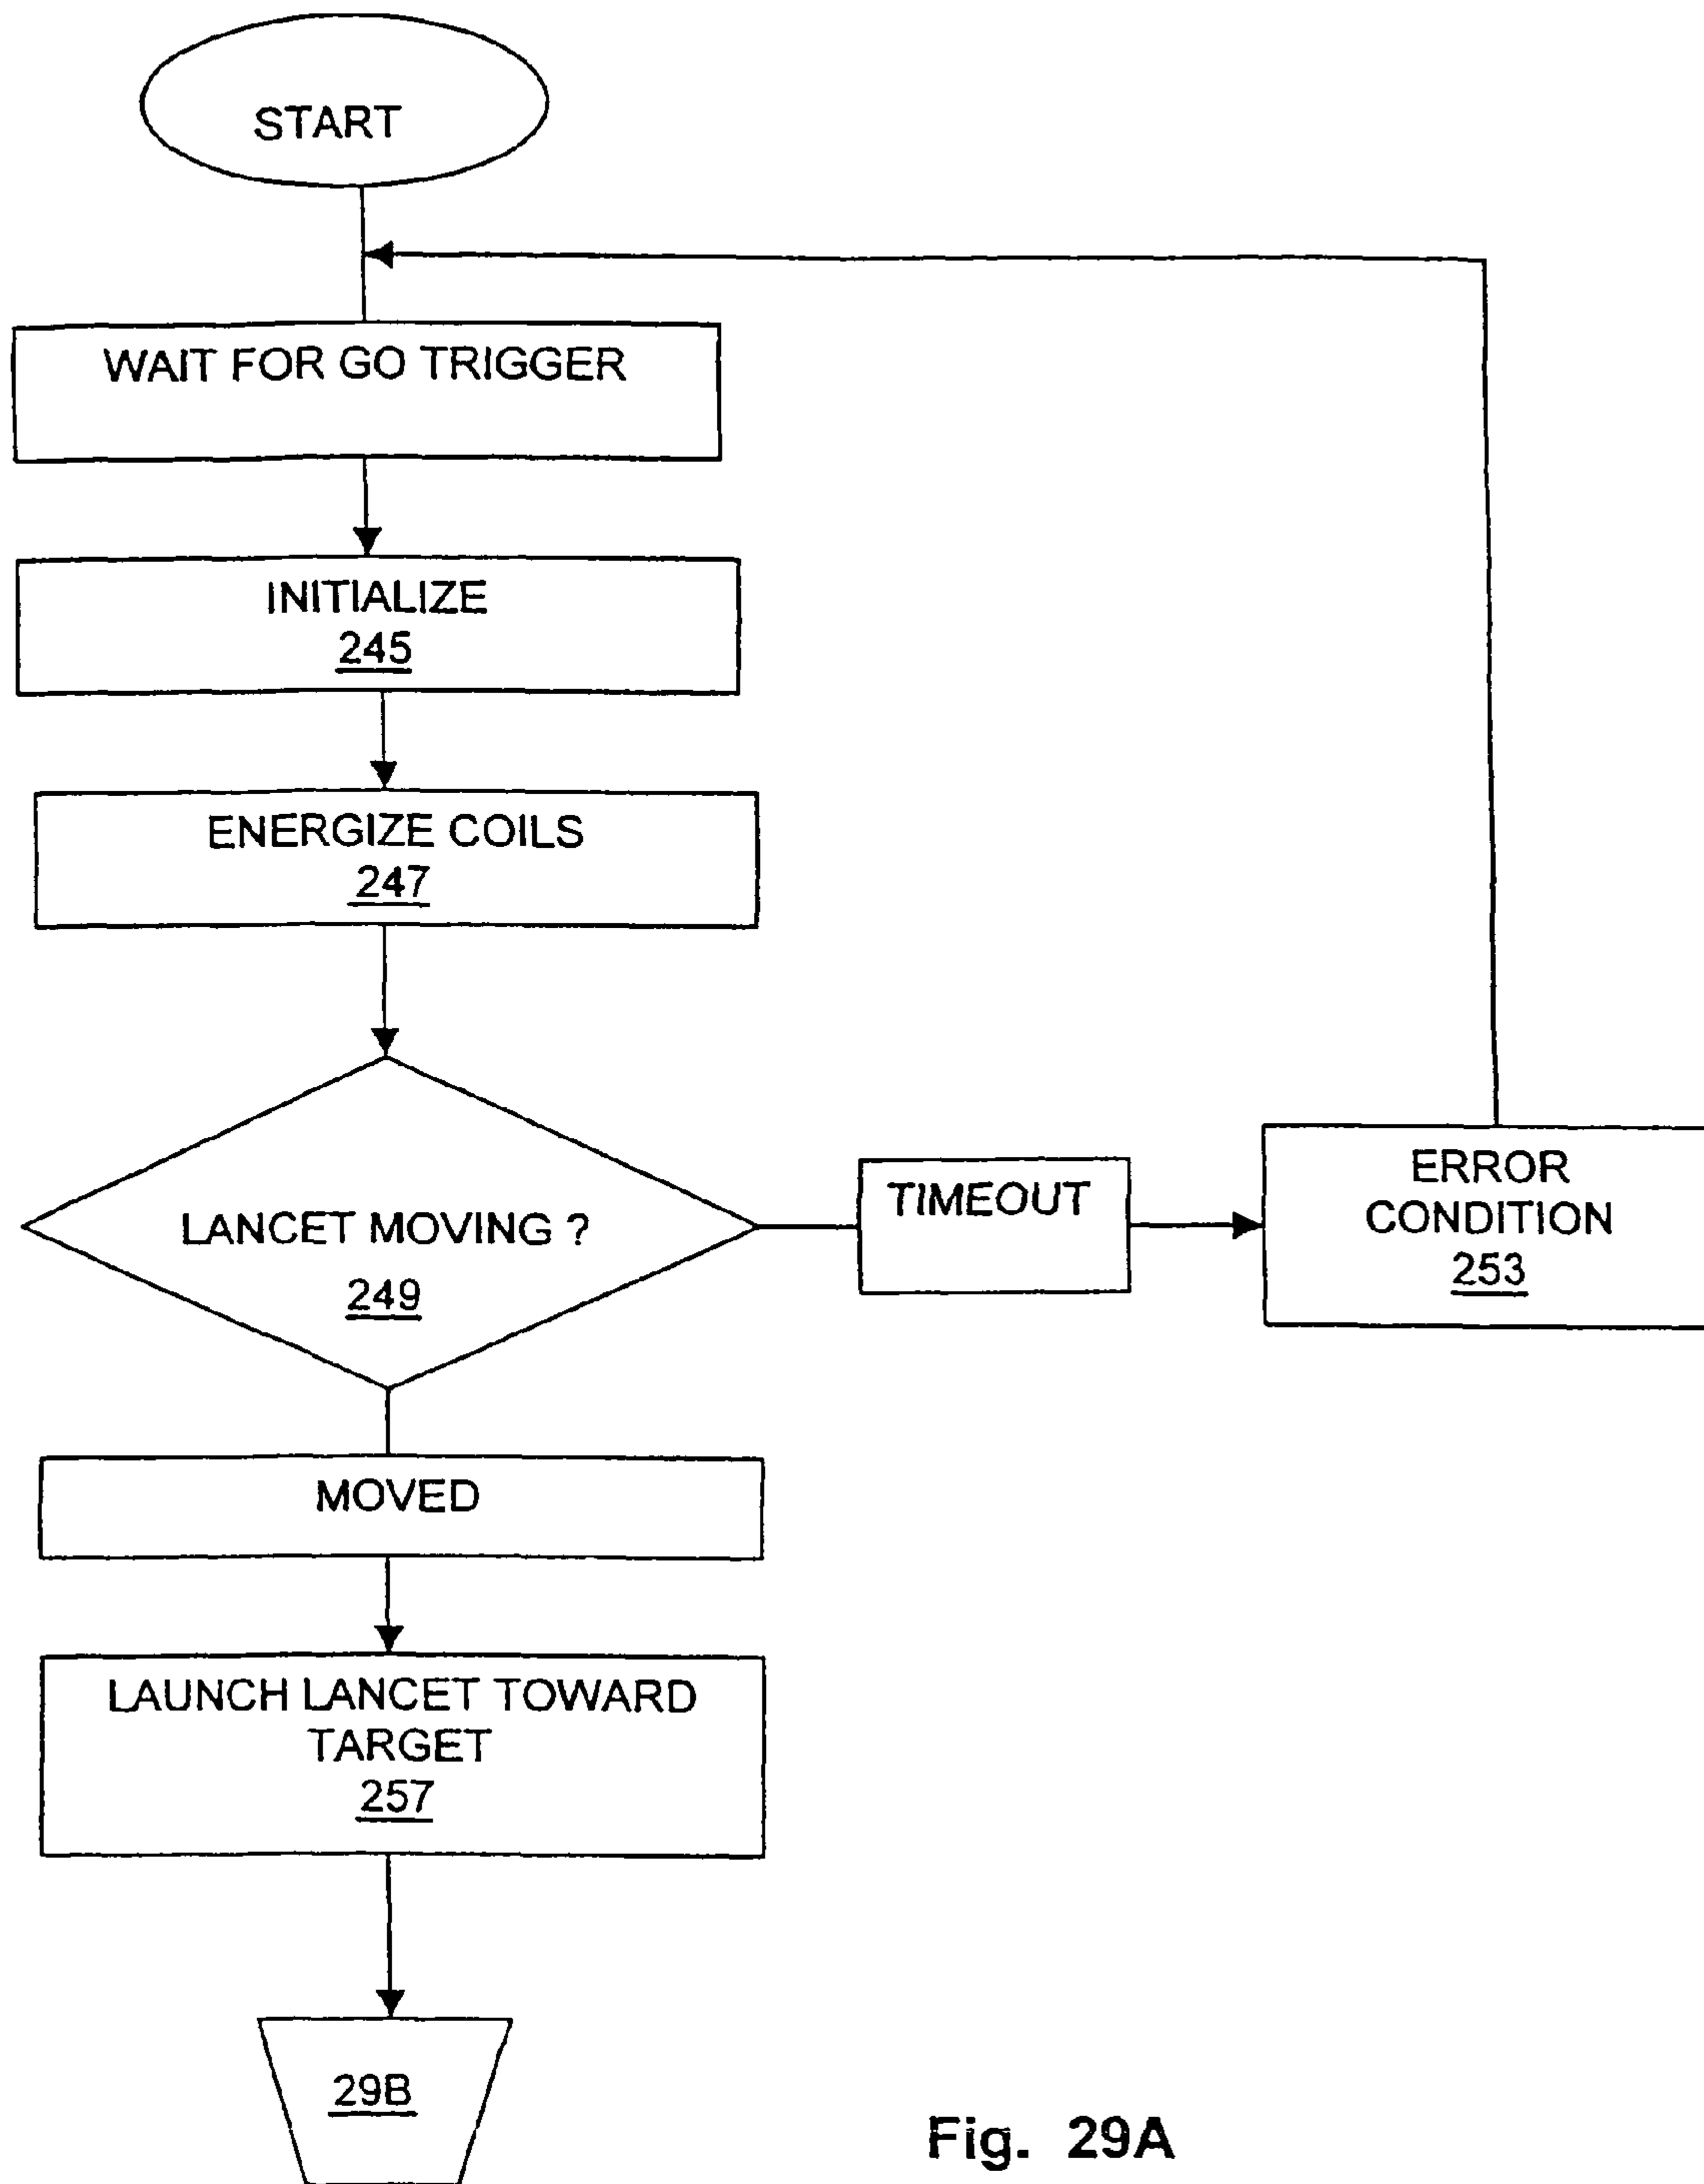 START
WAIT FOR GO TRIGGER
INITIALIZE
245
ENERGIZE COILS
247
LANCET MOVING ?
249
TIMEOUT
ERROR
CONDITION
253
MOVED
LAUNCH LANCET TOWARD
TARGET
257
29B
Fig. 29A